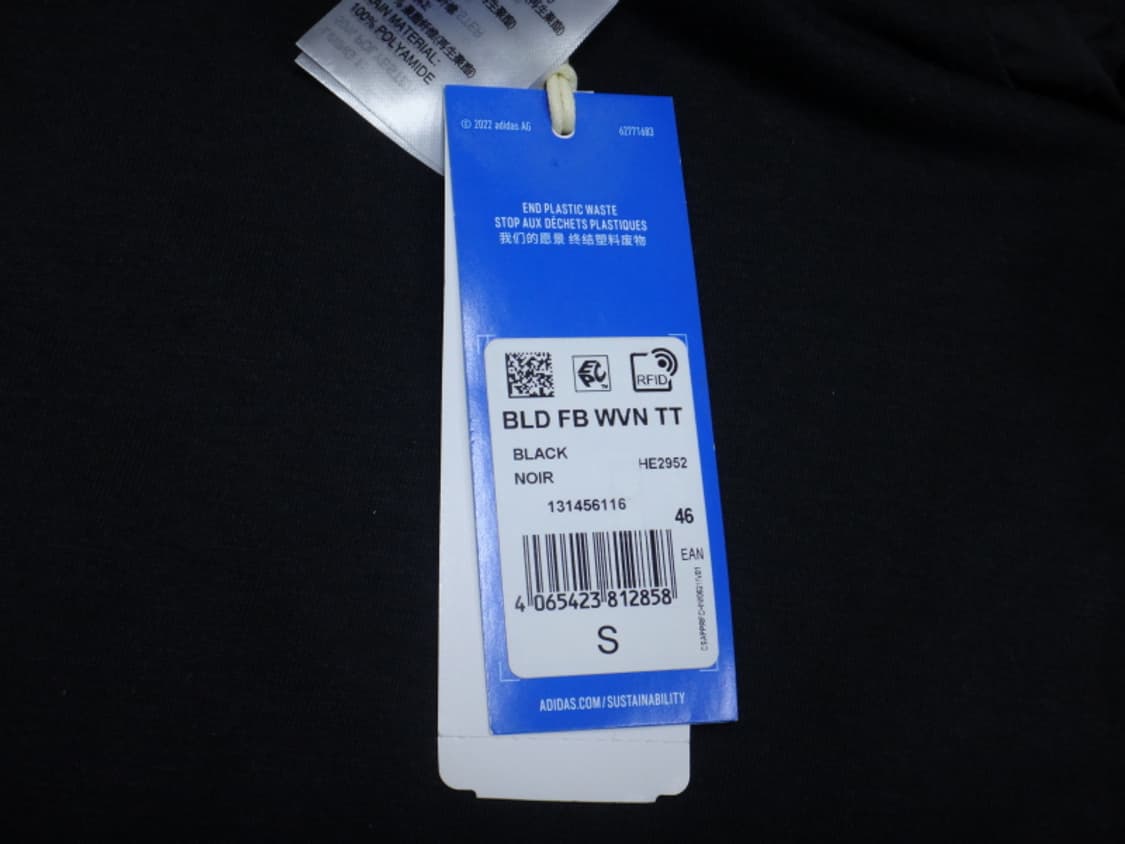 MATERIAL:
100% POLYAMIDE
© 2022 adidas AG
62771683
END PLASTIC WASTE
STOP AUX DÉCHETS PLASTIQUES
我们的愿景 终结塑料废物
EPC
RFID
BLD FB WVN TT
BLACK
NOIR
HE2952
131456116
46
EAN
4 065423 812858
S
ADIDAS.COM/SUSTAINABILITY